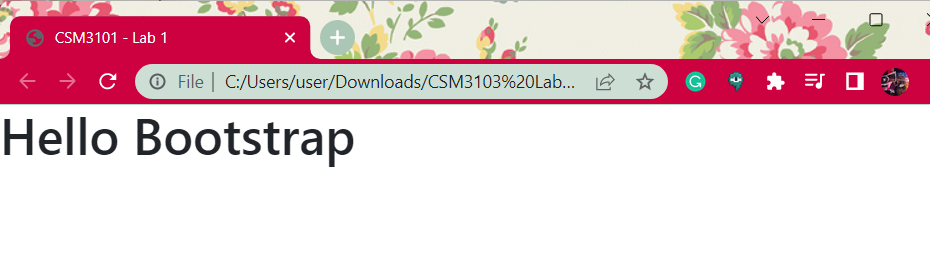 CSM3101 - Lab 1
File | C:/Users/user/Downloads/CSM3103%20Lab...
Hello Bootstrap